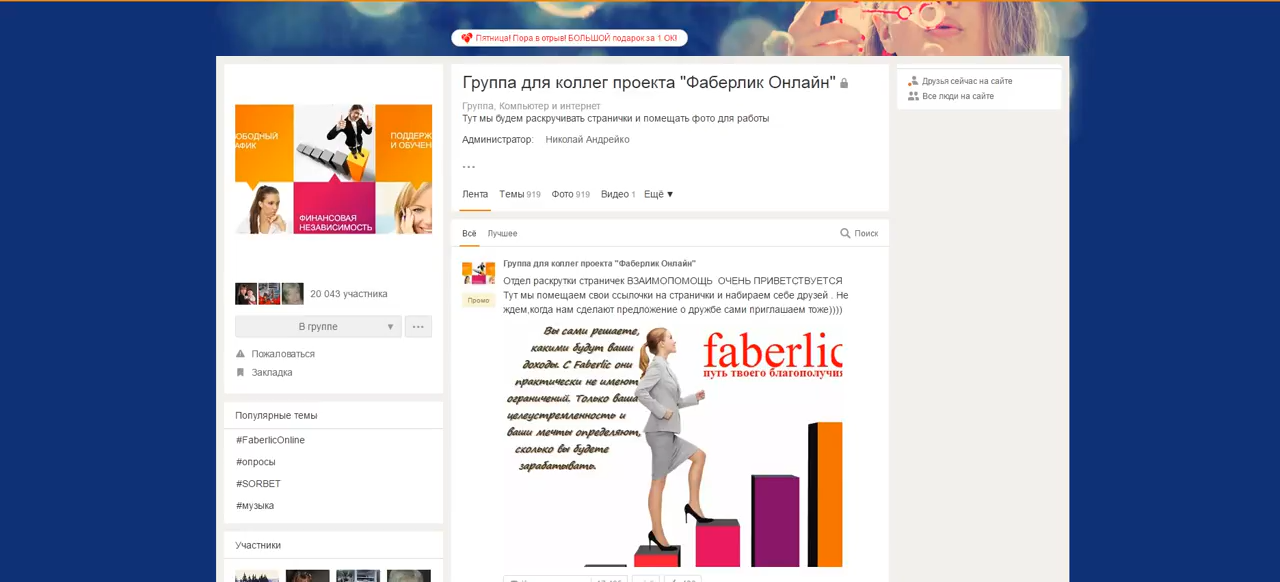 Пятница! Пора в отрыв! БОЛЬШОЙ подарок за 1 ОК!
ОБОДНЫЙ
АФИК
ПОДДЕРЖ
И ОБУЧЕН
ФИНАНСОВАЯ
НЕЗАВИСИМОСТЬ
20 043 участника
В группе
Пожаловаться
Закладка
Популярные темы
#FaberlicOnline
#опросы
#SORBET
#музыка
Участники
Группа для коллег проекта "Фаберлик Онлайн"
Группа, Компьютер и интернет
Тут мы будем раскручивать странички и помещать фото для работы
Администратор: Николай Андрейко
...
Лента Темы 919 Фото 919 Видео 1 Ещё ▼
Всё Лучшее Поиск
Группа для коллег проекта "Фаберлик Онлайн"
Промо
Отдел раскрутки страничек ВЗАИМОПОМОЩЬ ОЧЕНЬ ПРИВЕТСТВУЕТСЯ
Тут мы помещаем свои ссылочки на странички и набираем себе друзей . Не
ждем,когда нам сделают предложение о дружбе сами приглашаем тоже))))
Вы сами решаете,
какими будут ваши
доходы. С Faberlic они
практически не имеют
ограничений. Только ваша
целеустремленность и
ваши мечты определяют,
сколько вы будете
зарабатывать.
faberlic
путь твоего благополучия
Друзья сейчас на сайте
Все люди на сайте